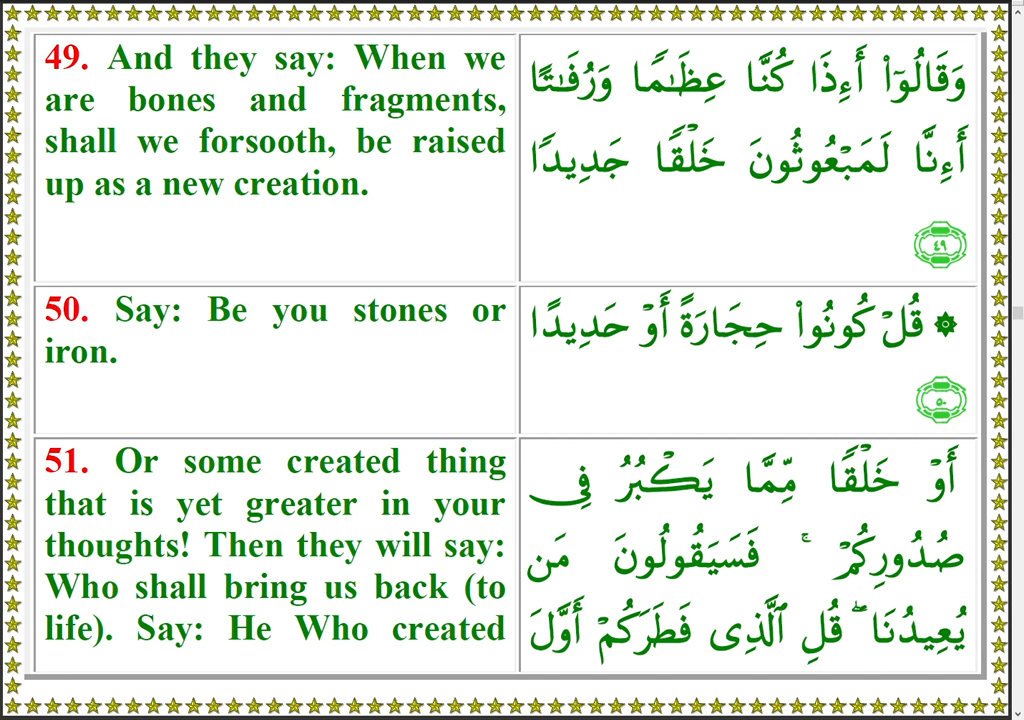 49. And they say: When we
are bones and fragments,
shall we forsooth, be raised
up as a new creation.
وَقَالُوٓا۟ أَءِذَا كُنَّا عِظَـٰمًا وَرُفَـٰتًا
أَءِنَّا لَمَبْعُوثُونَ خَلْقًا جَدِيدًا
٤٩
50. Say: Be you stones or
iron.
۞ قُلْ كُونُوا۟ حِجَارَةً أَوْ حَدِيدًا
٥٠
51. Or some created thing
that is yet greater in your
thoughts! Then they will say:
Who shall bring us back (to
life). Say: He Who created
أَوْ خَلْقًا مِّمَّا يَكْبُرُ فِى
صُدُورِكُمْ ۚ فَسَيَقُولُونَ مَن
يُعِيدُنَا ۖ قُلِ ٱلَّذِى فَطَرَكُمْ أَوَّلَ